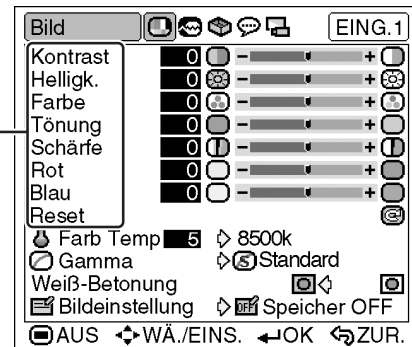 Bild EING.1
Kontrast 0 - +
Helligk. 0 - +
Farbe 0 - +
Tönung 0 - +
Schärfe 0 - +
Rot 0 - +
Blau 0 - +
Reset
Farb Temp 5 8500k
Gamma S Standard
Weiß-Betonung
Bildeinstellung OFF Speicher OFF
AUS WÄ./EINS. OK ZUR.